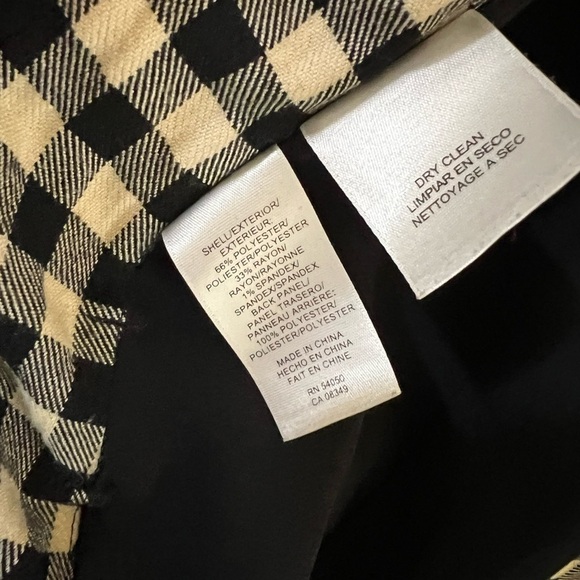 SHELL/EXTERIOR/
EXTERIEUR:
66% POLYESTER/
POLIESTER/POLYESTER
33% RAYON/
RAYON/RAYONNE
1% SPANDEX/
SPANDEX/SPANDEX
BACK PANEL/
PANEL TRASERO/
PANNEAU ARRIÈRE:
100% POLYESTER/
POLIESTER/POLYESTER
MADE IN CHINA
HECHO EN CHINA
FAIT EN CHINE
RN 54050
CA 08349
DRY CLEAN
LIMPIAR EN SECO
NETTOYAGE A SEC